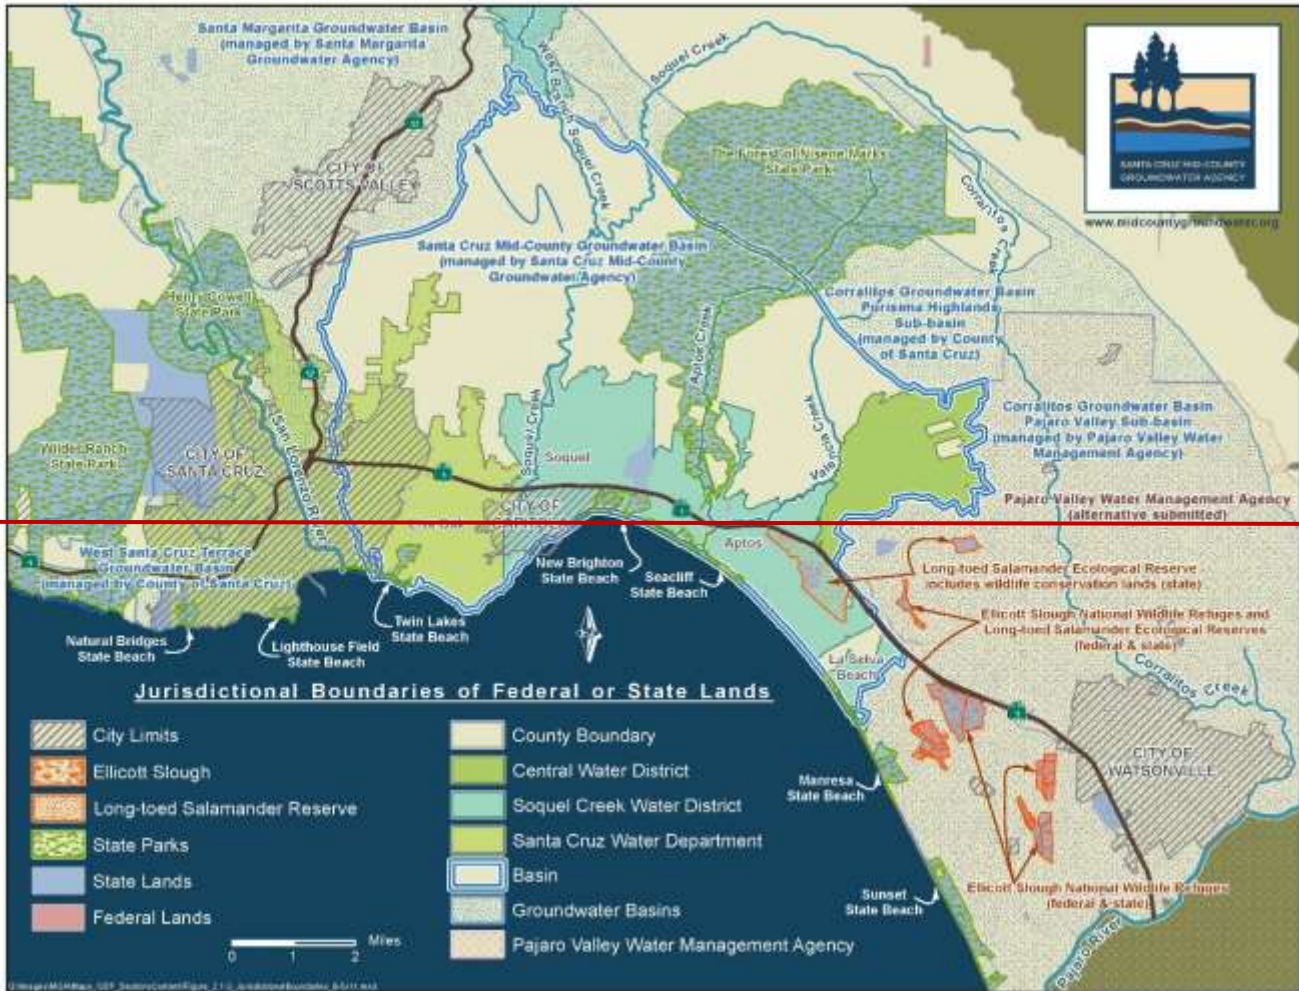 Santa Margarita Groundwater Basin
(managed by Santa Margarita
Groundwater Agency)
West Branch Soquel Creek
Soquel Creek
SANTA CRUZ MID-COUNTY
GROUNDWATER AGENCY
www.midcountygroundwater.org
17
CITY OF
SCOTTS VALLEY
The Forest of Nisene Marks
State Park
Corralitos Creek
Santa Cruz Mid-County Groundwater Basin
(managed by Santa Cruz Mid-County
Groundwater Agency)
Henry Cowell
State Park
Corralitos Groundwater Basin
Purisima Highlands
Sub-basin
(managed by County
of Santa Cruz)
Aptos Creek
Soquel Creek
Valencia Creek
Corralitos Groundwater Basin
Pajaro Valley Sub-basin
(managed by Pajaro Valley Water
Management Agency)
Wilder Ranch
State Park
CITY OF
SANTA CRUZ
San Lorenzo River
Soquel
CITY OF
Pajaro Valley Water Management Agency
(alternative submitted)
Aptos
West Santa Cruz Terrace
Groundwater Basin
(managed by County of Santa Cruz)
New Brighton
State Beach
Seacliff
State Beach
Long-toed Salamander Ecological Reserve -
includes wildlife conservation lands (state)
Ellicott Slough National Wildlife Refuges and
Long-toed Salamander Ecological Reserves
(federal & state)
Twin Lakes
State Beach
Natural Bridges
State Beach
Lighthouse Field
State Beach
La Selva
Beach
Corralitos Creek
Jurisdictional Boundaries of Federal or State Lands
City Limits
Ellicott Slough
Long-toed Salamander Reserve
State Parks
State Lands
Federal Lands
County Boundary
Central Water District
Soquel Creek Water District
Santa Cruz Water Department
Basin
Groundwater Basins
Pajaro Valley Water Management Agency
0 1 2 Miles
CITY OF
WATSONVILLE
Manresa
State Beach
Sunset
State Beach
Ellicott Slough National Wildlife Refuges
(federal & state)
Pajaro River